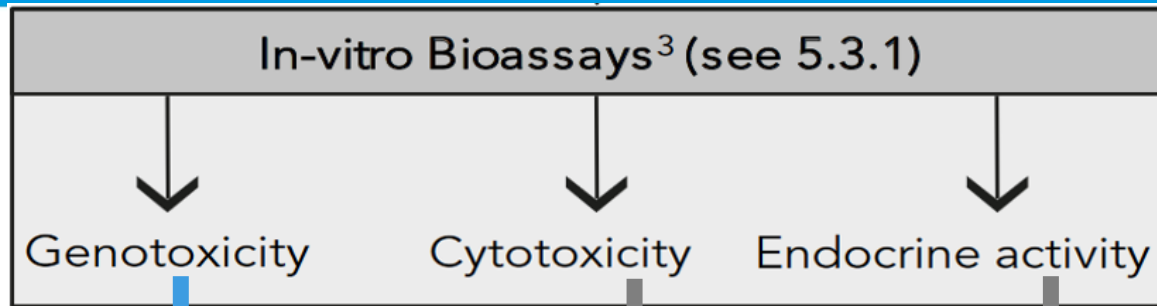 In-vitro Bioassays³ (see 5.3.1)
Genotoxicity Cytotoxicity Endocrine activity